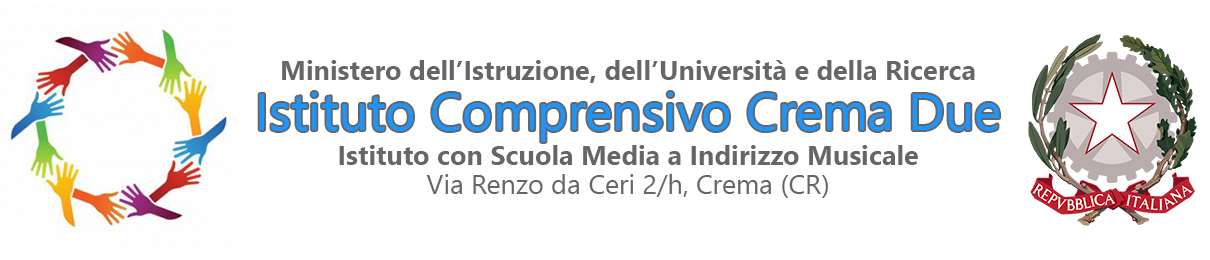 Ministero dell’Istruzione, dell’Università e della Ricerca
Istituto Comprensivo Crema Due
Istituto con Scuola Media a Indirizzo Musicale
Via Renzo da Ceri 2/h, Crema (CR)
REPVBBLICA ITALIANA